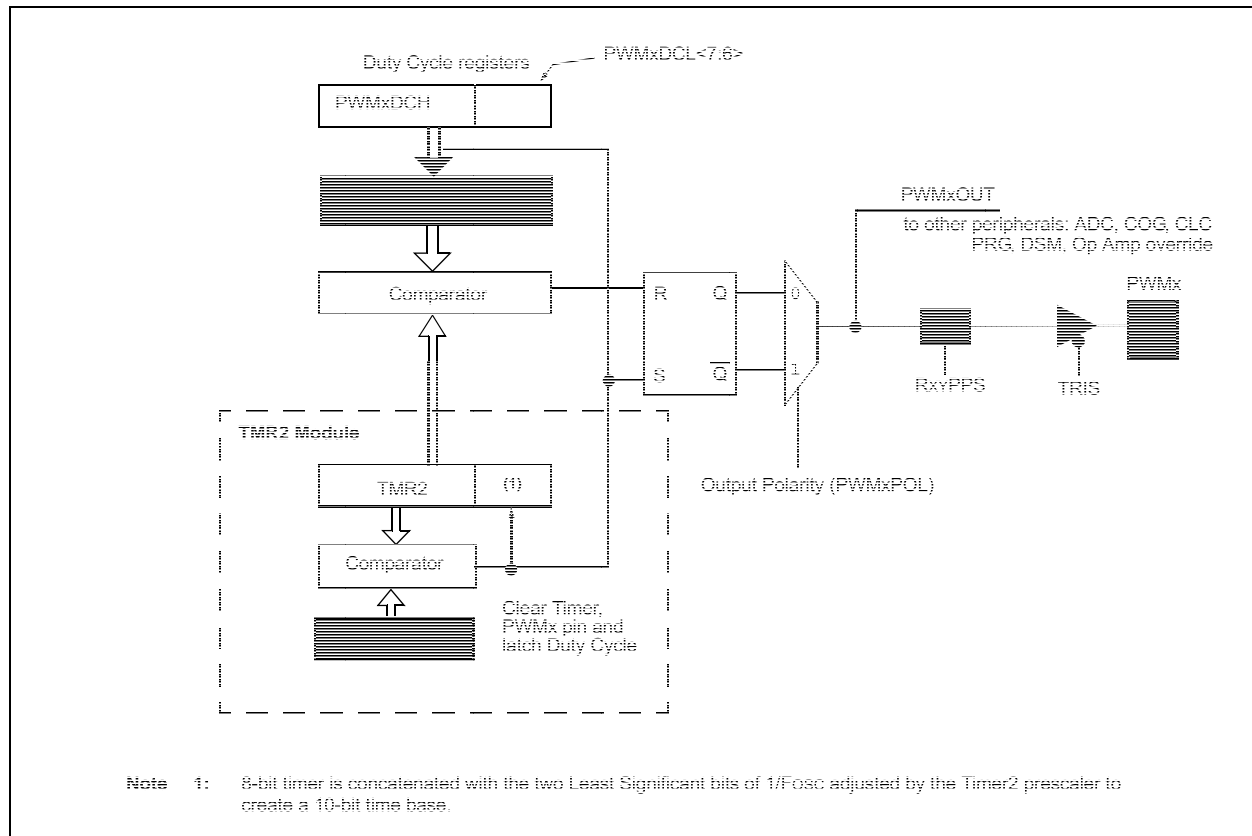 Duty Cycle registers
PWMxDCL<7:6>
PWMxDCH
Comparator
R
Q
S
Q
0
1
PWMxOUT
to other peripherals: ADC, COG, CLC
PRG, DSM, Op Amp override
PWMx
RxYPPS
TRIS
Output Polarity (PWMxPOL)
TMR2 Module
TMR2
(1)
Comparator
Clear Timer,
PWMx pin and
latch Duty Cycle
Note 1: 8-bit timer is concatenated with the two Least Significant bits of 1/Fosc adjusted by the Timer2 prescaler to
create a 10-bit time base.